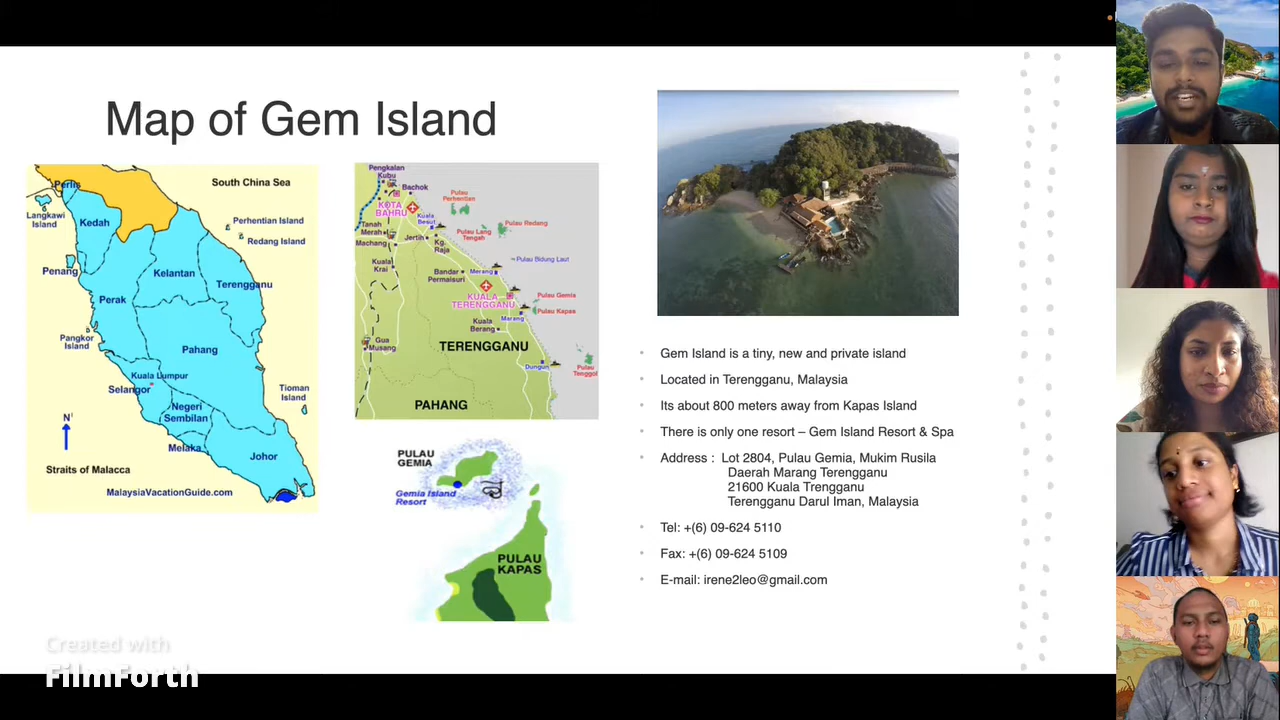 Map of Gem Island
Perlis
South China Sea
Langkawi
Island
Kedah
Perhentian Island
Redang Island
Penang
Kelantan
Terengganu
Perak
Pangkor
Island
Pahang
Kuala Lumpur
Selangor
Tioman
Island
Negeri
Sembilan
N
Melaka
Johor
Straits of Malacca
MalaysiaVacationGuide.com
Pengkalan
Kubu
Bachok
KOTA
BAHRU
Pulau
Perhentian
Kuala
Besut
Pulau Redang
Tanah
Merah
Pulau Lang
Tengah
Jertih
Kg.
Raja
Machang
Kuala
Krai
Pulau Bidung Laut
Bandar
Permaisuri
Merang
KUALA
TERENGGANU
Pulau Gemia
Pulau Kapas
Kuala
Berang
Marang
Gua
Musang
TERENGGANU
Dungun
Pulau
Tenggol
PAHANG
PULAU
GEMIA
Gemia Island
Resort
PULAU
KAPAS
Gem Island is a tiny, new and private island
Located in Terengganu, Malaysia
Its about 800 meters away from Kapas Island
There is only one resort – Gem Island Resort & Spa
Address : Lot 2804, Pulau Gemia, Mukim Rusila
Daerah Marang Terengganu
21600 Kuala Trengganu
Terengganu Darul Iman, Malaysia
Tel: +(6) 09-624 5110
Fax: +(6) 09-624 5109
E-mail: irene2leo@gmail.com
Created with
FilmForth